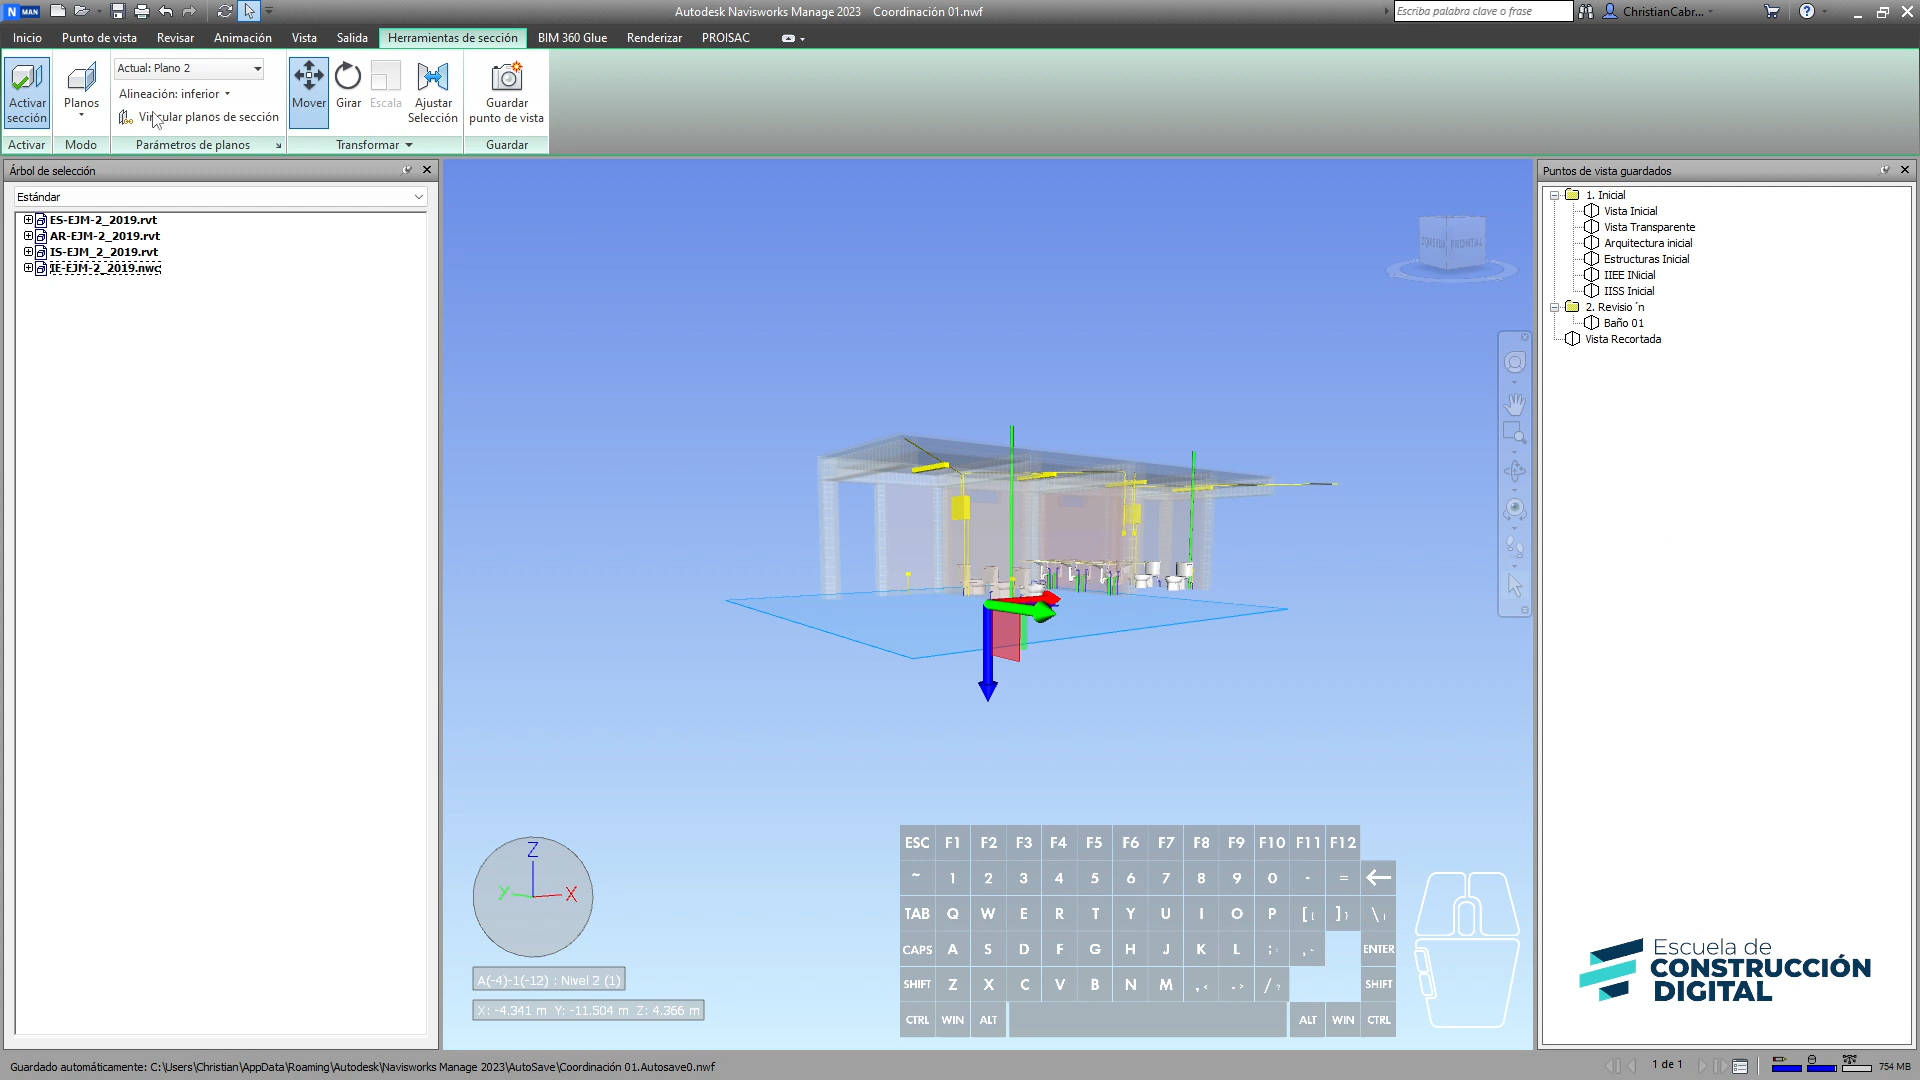 N MAN
Autodesk Navisworks Manage 2023    Coordinación 01.nwf
Escriba palabra clave o frase
ChristianCabr...
Inicio
Punto de vista
Revisar
Animación
Vista
Salida
Herramientas de sección
BIM 360 Glue
Renderizar
PROISAC
Activar
sección
Planos
Actual: Plano 2
Alineación: inferior
Vincular planos de sección
Mover
Girar
Escala
Ajustar
Selección
Guardar
punto de vista
Activar
Modo
Parámetros de planos
Transformar
Guardar
Árbol de selección
Estándar
ES-EJM-2_2019.rvt
AR-EJM-2_2019.rvt
IS-EJM_2_2019.rvt
IE-EJM-2_2019.nwc
Puntos de vista guardados
1. Inicial
Vista Inicial
Vista Transparente
Arquitectura inicial
Estructuras Inicial
IIEE INicial
IISS Inicial
2. Revisio´n
Baño 01
Vista Recortada
FRONTAL
Z
Y
X
A(-4)-1(-12) : Nivel 2 (1)
X: -4.341 m  Y: -11.504 m  Z: 4.366 m
ESC F1 F2 F3 F4 F5 F6 F7 F8 F9 F10 F11 F12
~ 1 2 3 4 5 6 7 8 9 0 - =
TAB Q W E R T Y U I O P [{ ]} \|
CAPS A S D F G H J K L ;: ENTER
SHIFT Z X C V B N M ,< .> /? SHIFT
CTRL WIN ALT ALT WIN CTRL
Escuela de
CONSTRUCCIÓN
DIGITAL
Guardado automáticamente: C:\Users\Christian\AppData\Roaming\Autodesk\Navisworks Manage 2023\AutoSave\Coordinación 01.Autosave0.nwf
1 de 1
754 MB